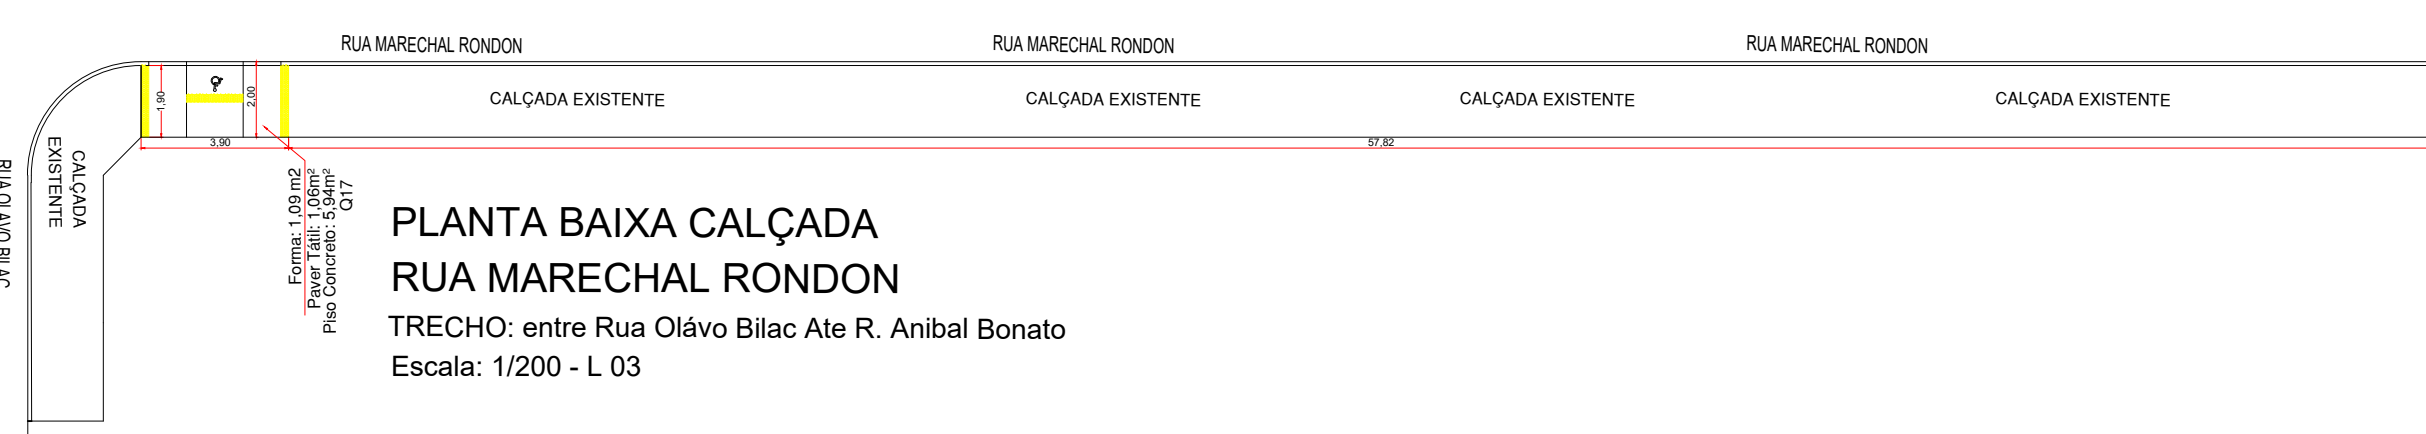 RUA MARECHAL RONDON
RUA MARECHAL RONDON
RUA MARECHAL RONDON
1,90
2,00
CALÇADA EXISTENTE
CALÇADA EXISTENTE
CALÇADA EXISTENTE
CALÇADA EXISTENTE
3,90
57,82
CALÇADA
EXISTENTE
RUA OLAVO BILAC
Forma: 1,09 m2
Paver Tátil: 1,06m²
Piso Concreto: 5,94m²
Q17
PLANTA BAIXA CALÇADA
RUA MARECHAL RONDON
TRECHO: entre Rua Olávo Bilac Ate R. Anibal Bonato
Escala: 1/200 - L 03